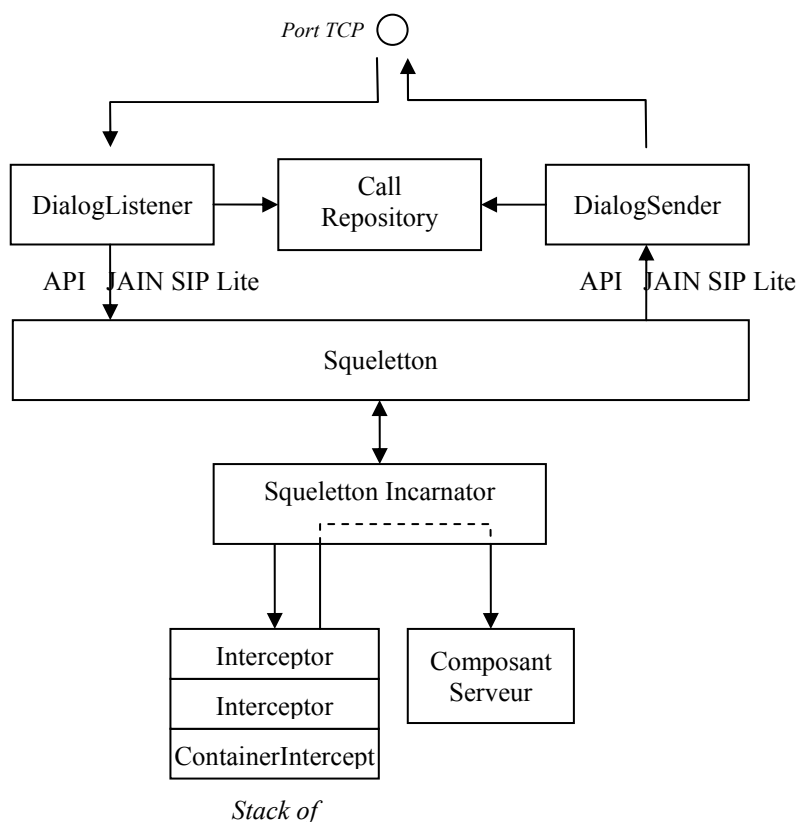 Port TCP
DialogListener
Call
Repository
DialogSender
API JAIN SIP Lite
API JAIN SIP Lite
Squeletton
Squeletton Incarnator
Interceptor
Interceptor
ContainerIntercept
Composant
Serveur
Stack of